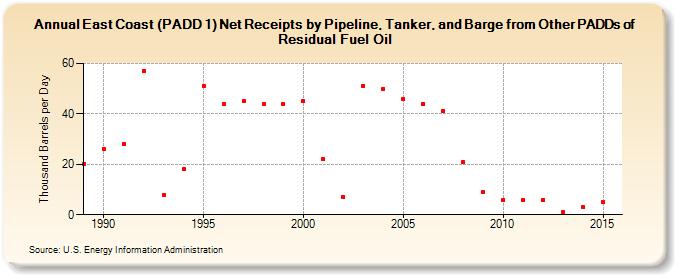 Annual East Coast (PADD 1) Net Receipts by Pipeline, Tanker, and Barge from Other PADDs of
Residual Fuel Oil
Thousand Barrels per Day
60
40
20
0
1990 1995 2000 2005 2010 2015
Source: U.S. Energy Information Administration